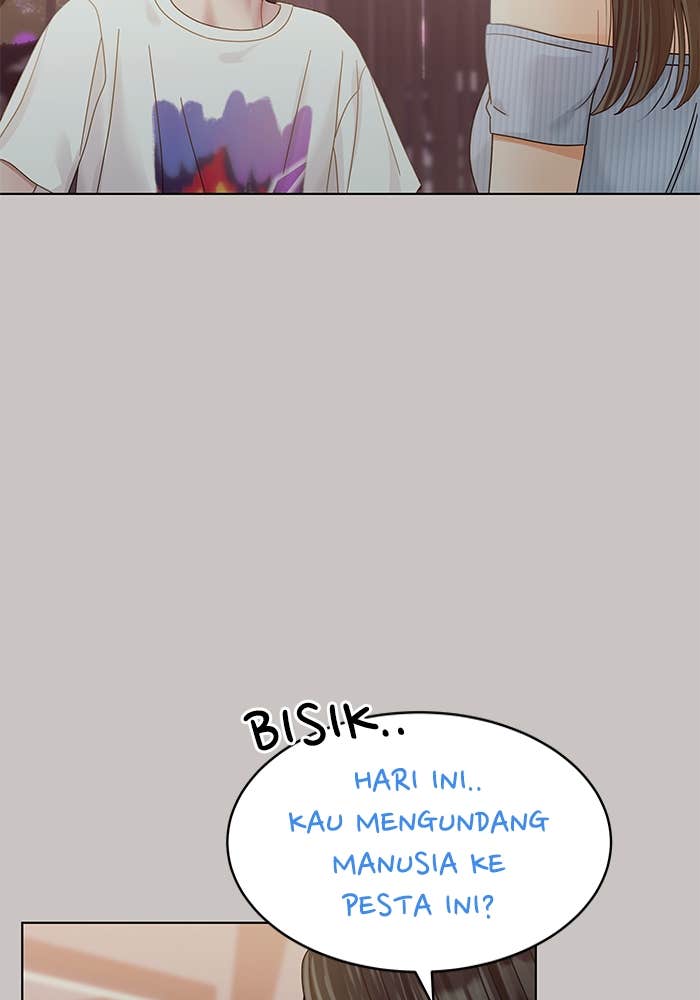 BISIK..
HARI INI..
KAU MENGUNDANG
MANUSIA KE
PESTA INI?